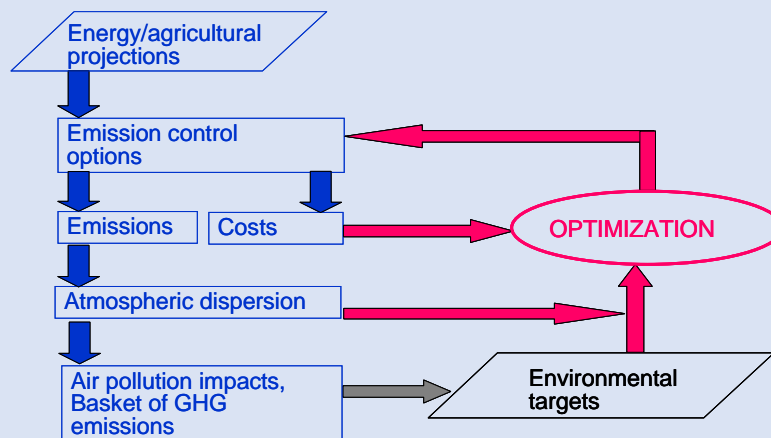 Energy/agricultural
projections
Emission control
options
Emissions
Costs
OPTIMIZATION
Atmospheric dispersion
Air pollution impacts,
Basket of GHG
emissions
Environmental
targets